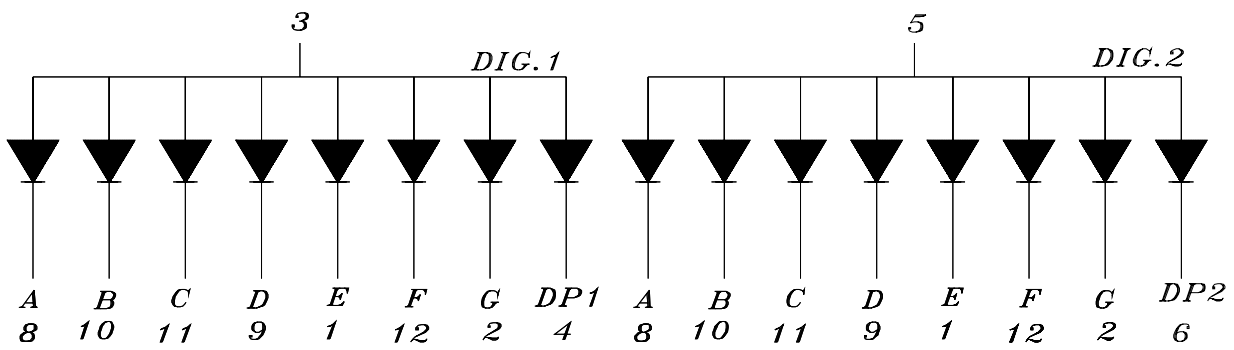 3 5
DIG.1 DIG.2
A B C D E F G DP1 A B C D E F G DP2
8 10 11 9 1 12 2 4 8 10 11 9 1 12 2 6